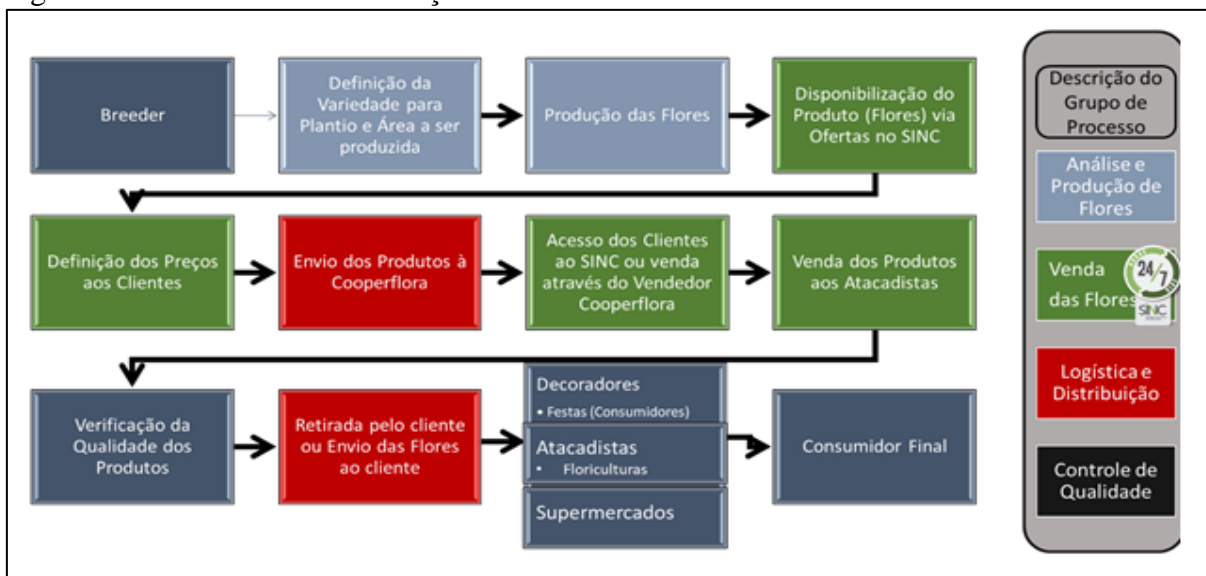 Breeder
Definição da
Variedade para
Plantio e Área a ser
produzida
Produção das Flores
Disponibilização do
Produto (Flores) via
Ofertas no SINC
Definição dos Preços
aos Clientes
Envio dos Produtos à
Cooperflora
Acesso dos Clientes
ao SINC ou venda
através do Vendedor
Cooperflora
Venda dos Produtos
aos Atacadistas
Verificação da
Qualidade dos
Produtos
Retirada pelo cliente
ou Envio das Flores
ao cliente
Decoradores
• Festas (Consumidores)
Atacadistas
• Floriculturas
Supermercados
Consumidor Final
Descrição do
Grupo de
Processo
Análise e
Produção de
Flores
Venda
das Flores
24/7
SINC
Logística e
Distribuição
Controle de
Qualidade